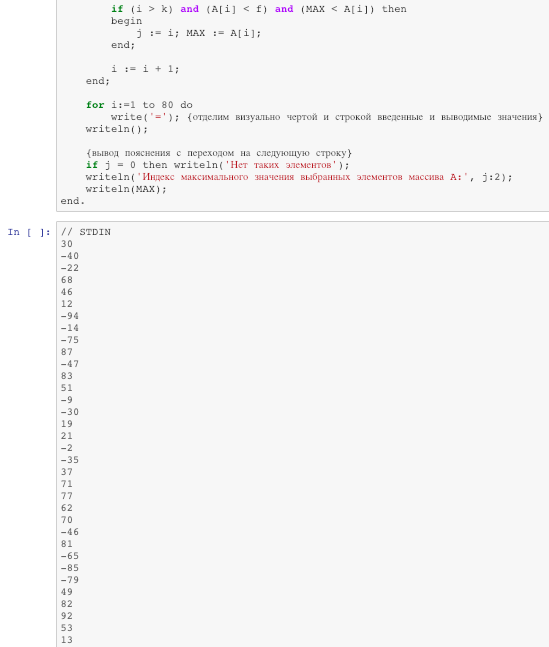 if (i > k) and (A[i] < f) and (MAX < A[i]) then
begin
j := i; MAX := A[i];
end;
i := i + 1;
end;
for i:=1 to 80 do
write('='); {отделим визуально чертой и строкой введенные и выводимые значения}
writeln();
{вывод пояснения с переходом на следующую строку}
if j = 0 then writeln('Нет таких элементов');
writeln('Индекс максимального значения выбранных элементов массива A:', j:2);
writeln(MAX);
end.
In [ ]: // STDIN
30
-40
-22
68
46
12
-94
-14
-75
87
-47
83
51
-9
-30
19
21
-2
-35
37
71
77
62
70
-46
81
-65
-85
-79
49
82
92
53
13